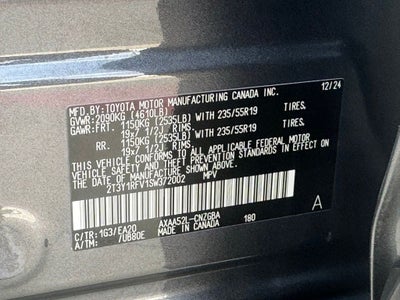 MFD. BY:TOYOTA MOTOR MANUFACTURING CANADA INC. 12/24
GVWR: 2090KG (4610LB)
GAWR: FRT. 1150KG (2535LB) WITH 235/55R19 TIRES.
19x7 1/2J RIMS.
RR. 1150KG (2535LB) WITH 235/55R19 TIRES.
19x7 1/2J RIMS.
THIS VEHICLE CONFORMS TO ALL APPLICABLE FEDERAL MOTOR
VEHICLE SAFETY AND BUMPER STANDARDS IN EFFECT ON THE DATE OF
MANUFACTURE SHOWN ABOVE.
2T3Y1RFV1SW372002 MPV
C/TR: 1G3/EA20 AXAA52L-CNZGBA 180 A
A/TM: 7UB80E MADE IN CANADA